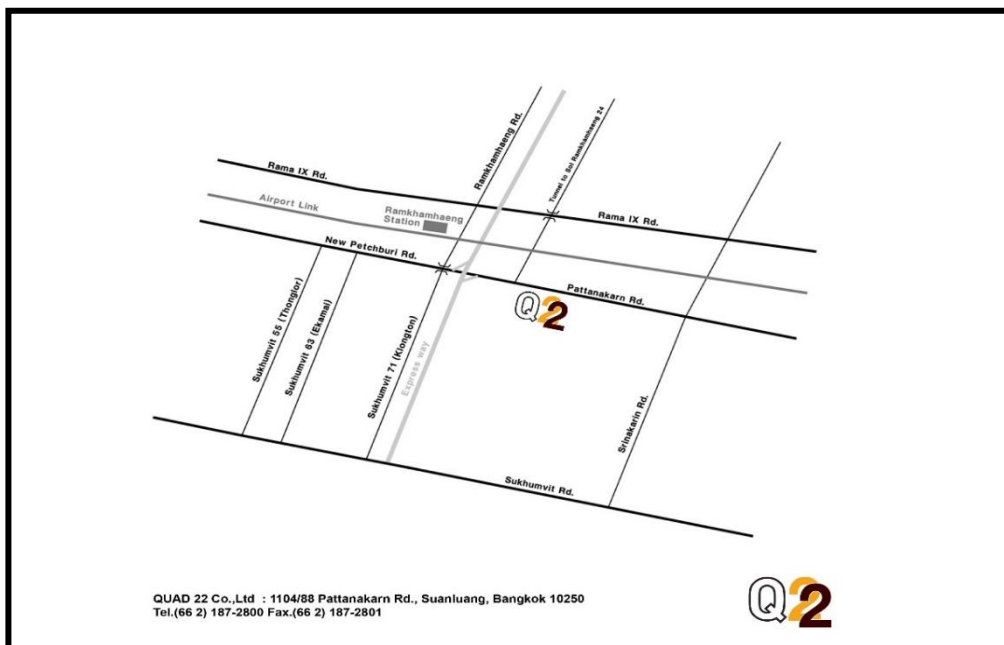 Ramkhamhaeng Rd.
Tunnel to Soi Ramkhamhaeng 24
Rama IX Rd.
Rama IX Rd.
Airport Link
Ramkhamhaeng
Station
New Petchburi Rd.
Pattanakarn Rd.
Q22
Sukhumvit 55 (Thonglor)
Sukhumvit 63 (Ekamai)
Sukhumvit 71 (Klongton)
Express way
Srinakarin Rd.
Sukhumvit Rd.
QUAD 22 Co.,Ltd : 1104/88 Pattanakarn Rd., Suanluang, Bangkok 10250
Tel.(66 2) 187-2800 Fax.(66 2) 187-2801
Q22